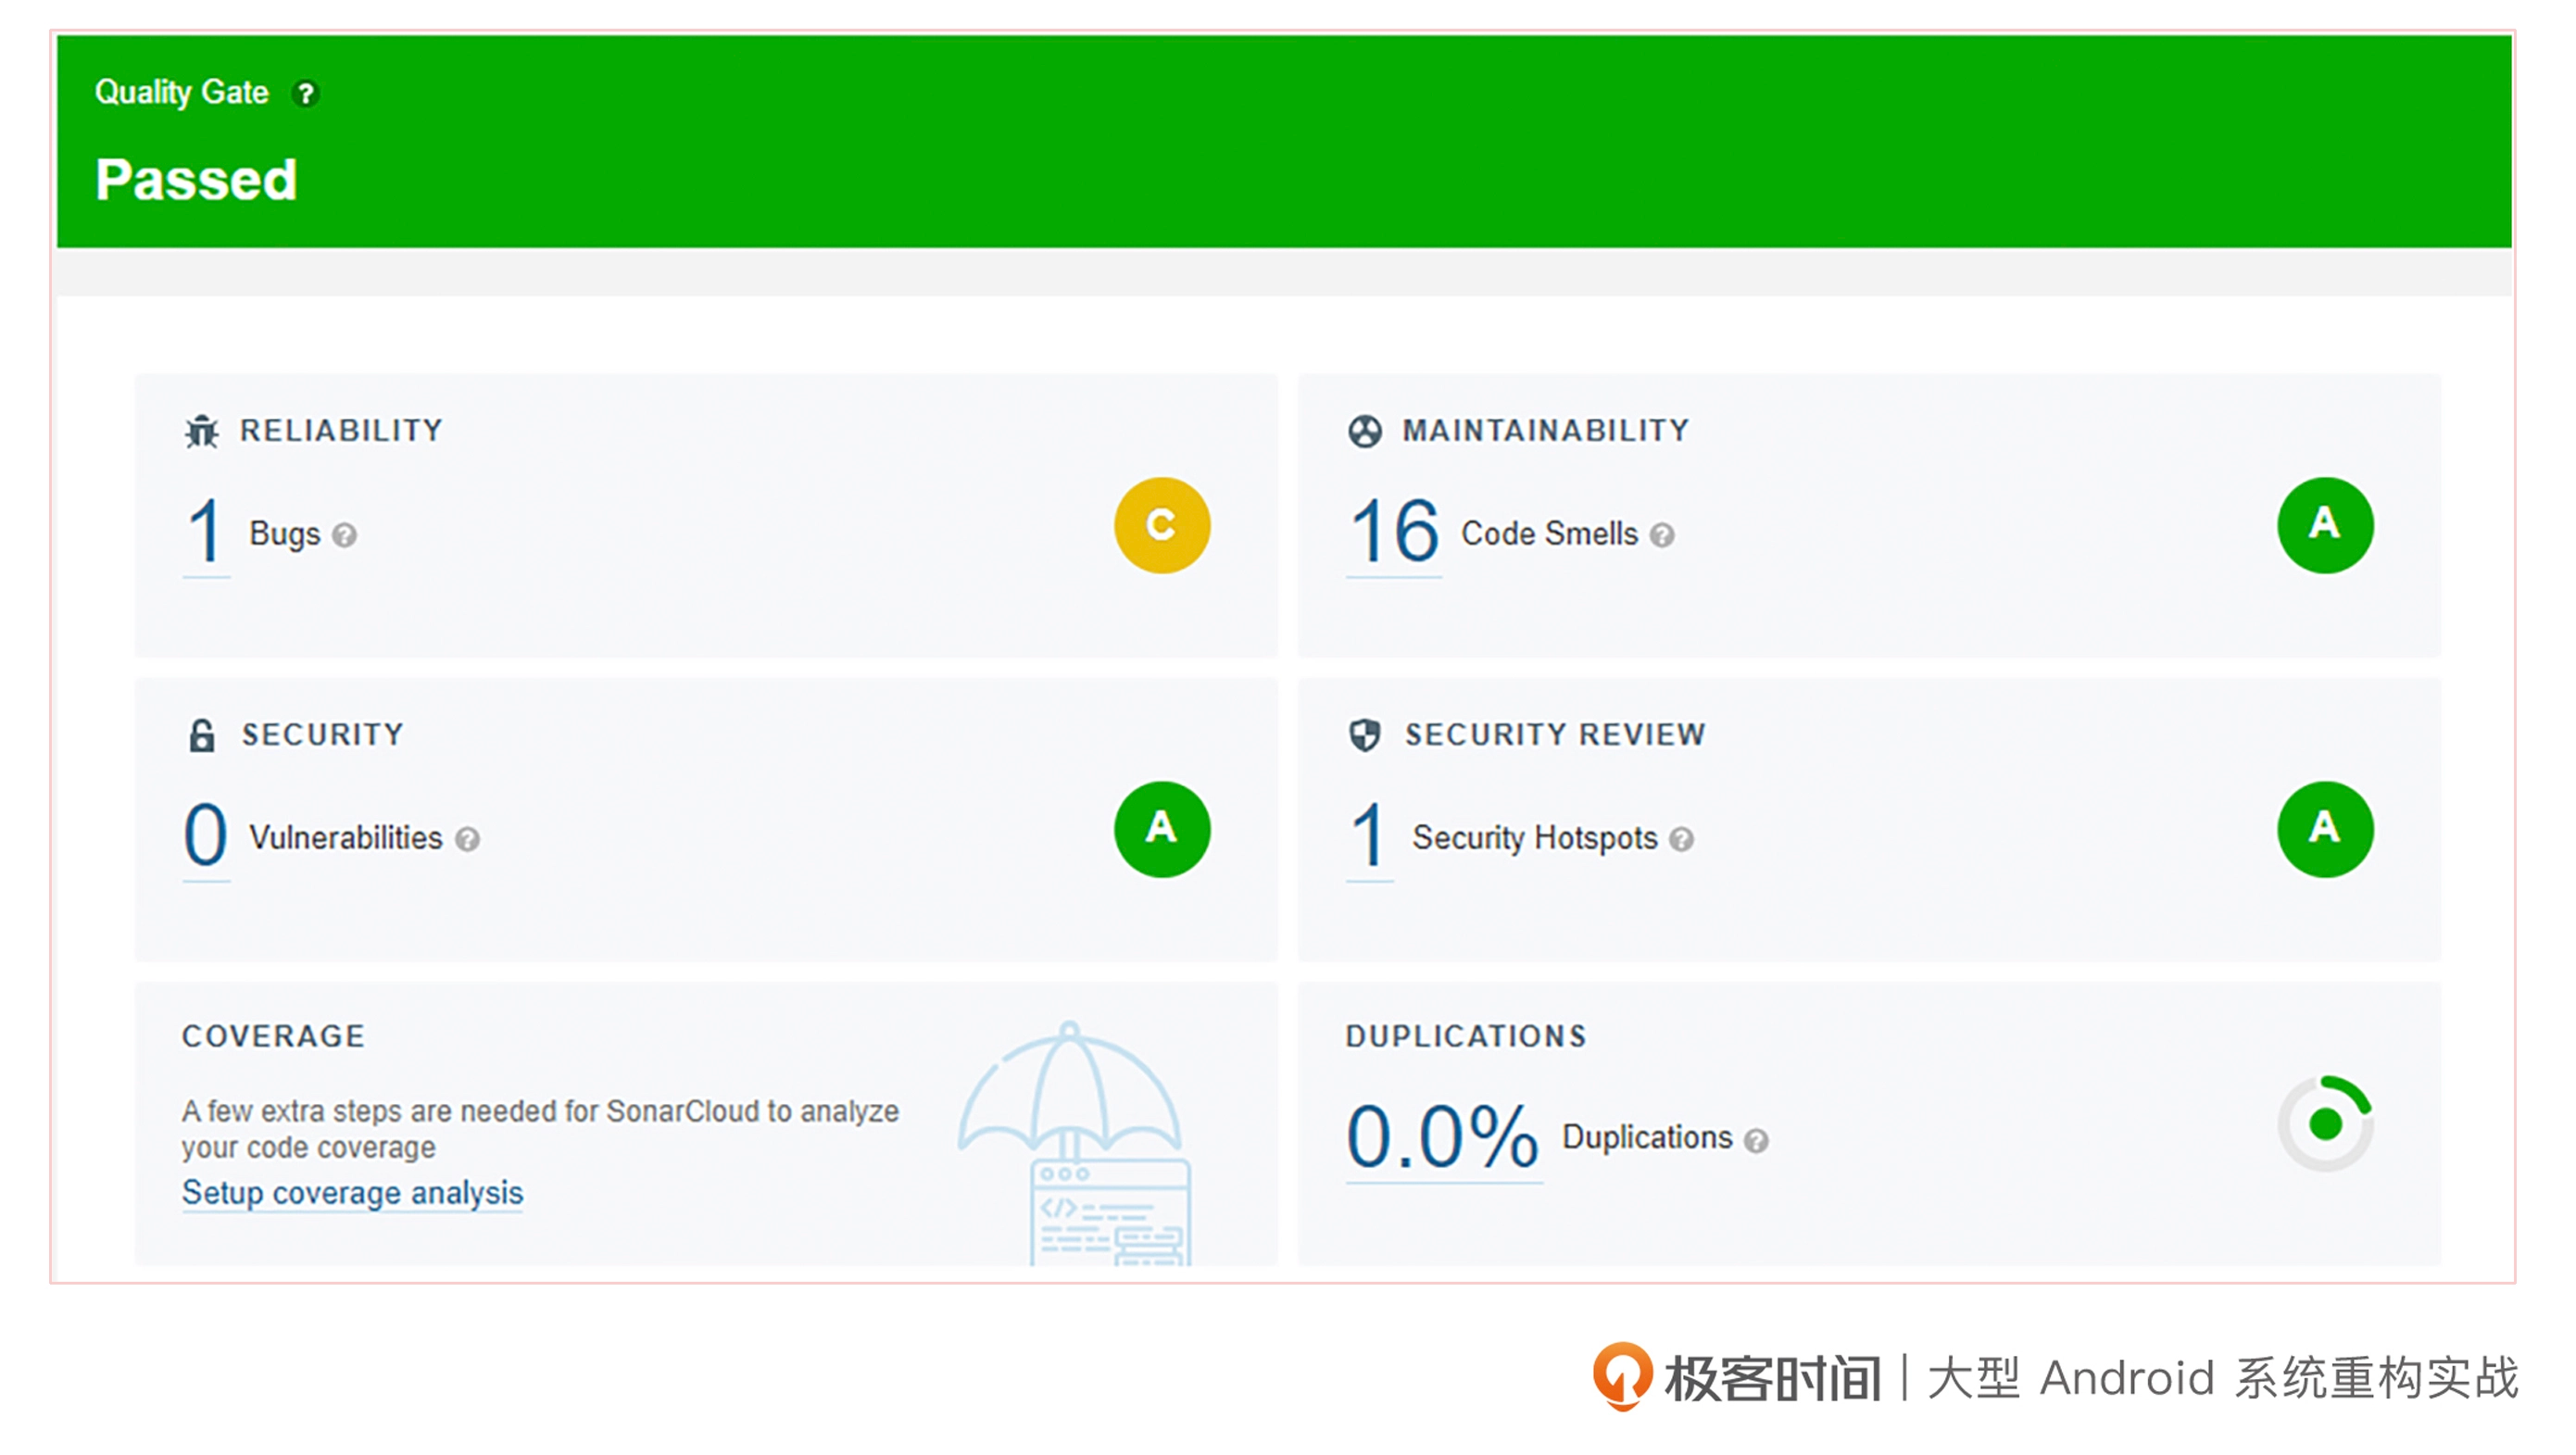 Quality Gate ?
Passed
RELIABILITY
1 Bugs ?
C
MAINTAINABILITY
16 Code Smells ?
A
SECURITY
0 Vulnerabilities ?
A
SECURITY REVIEW
1 Security Hotspots ?
A
COVERAGE
A few extra steps are needed for SonarCloud to analyze
your code coverage
Setup coverage analysis
</>
DUPLICATIONS
0.0% Duplications ?
极客时间 | 大型 Android 系统重构实战